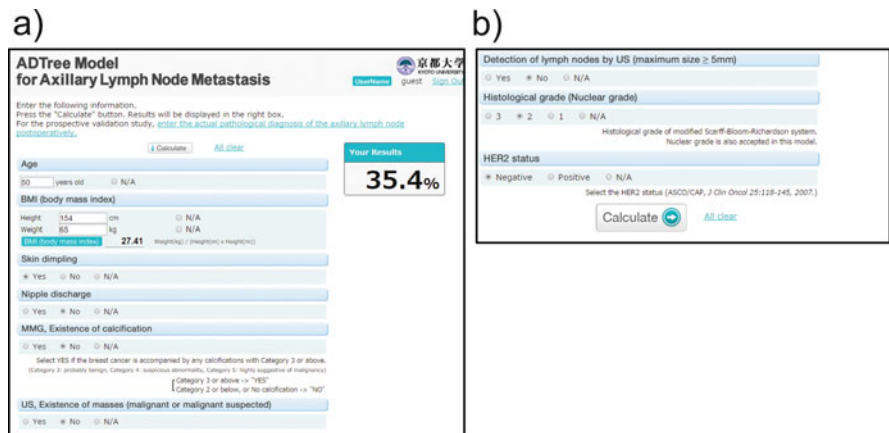 a)
ADTree Model
for Axillary Lymph Node Metastasis
京都大学
KYOTO UNIVERSITY
UserName guest Sign Out
Enter the following information.
Press the "Calculate" button. Results will be displayed in the right box.
For the prospective validation study, enter the actual pathological diagnosis of the axillary lymph node
postoperatively.
Calculate All clear
Your Results
35.4%
Age
50 years old N/A
BMI (body mass index)
Height 154 cm N/A
Weight 65 kg N/A
BMI (body mass index) 27.41 Weight(kg) / (Height(m) x Height(m))
Skin dimpling
Yes No N/A
Nipple discharge
Yes No N/A
MMG, Existence of calcification
Yes No N/A
Select YES if the breast cancer is accompanied by any calcifications with Category 3 or above.
(Category 3: probably benign, Category 4: suspicious abnormality, Category 5: highly suggestive of malignancy)
Category 3 or above -> "YES"
Category 2 or below, or No calcification -> "NO"
US, Existence of masses (malignant or malignant suspected)
Yes No N/A
b)
Detection of lymph nodes by US (maximum size ≥ 5mm)
Yes No N/A
Histological grade (Nuclear grade)
3 2 1 N/A
Histological grade of modified Scarff-Bloom-Richardson system.
Nuclear grade is also accepted in this model.
HER2 status
Negative Positive N/A
Select the HER2 status (ASCO/CAP, J Clin Oncol 25:118-145, 2007.)
Calculate All clear